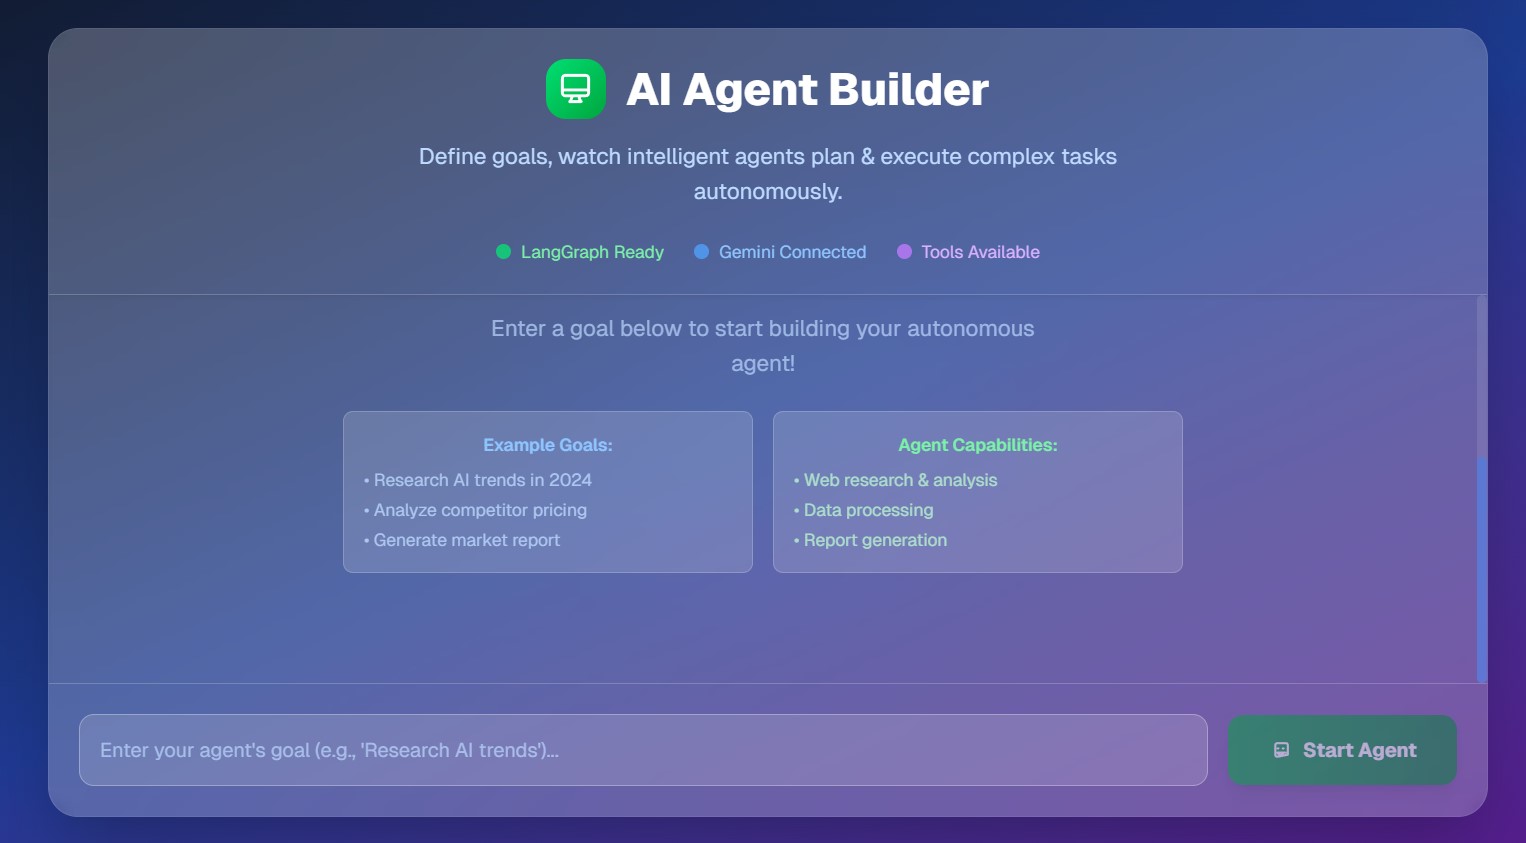 AI Agent Builder
Define goals, watch intelligent agents plan & execute complex tasks
autonomously.
LangGraph Ready
Gemini Connected
Tools Available
Enter a goal below to start building your autonomous
agent!
Example Goals:
• Research AI trends in 2024
• Analyze competitor pricing
• Generate market report
Agent Capabilities:
• Web research & analysis
• Data processing
• Report generation
Enter your agent's goal (e.g., 'Research AI trends')...
Start Agent